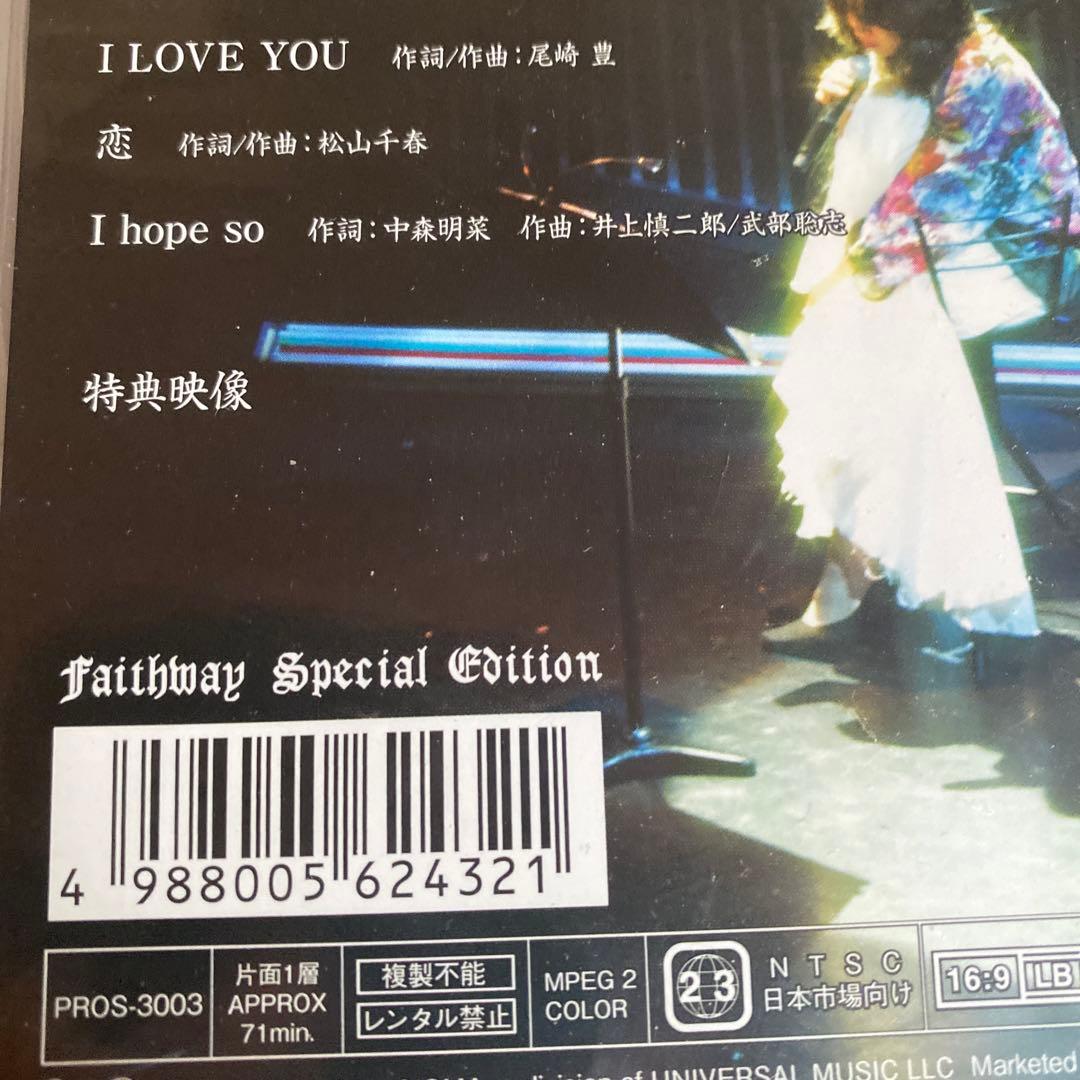 I LOVE YOU 作詞/作曲：尾崎 豊
恋 作詞/作曲：松山千春
I hope so 作詞：中森明菜 作曲：井上慎二郎/武部聡志
特典映像
Faithway Special Edition
4 988005 624321
PROS-3003
片面1層
APPROX
71min.
複製不能
レンタル禁止
MPEG 2
COLOR
2 3
NTSC
日本市場向け
16:9 LB
division of UNIVERSAL MUSIC LLC Marketed